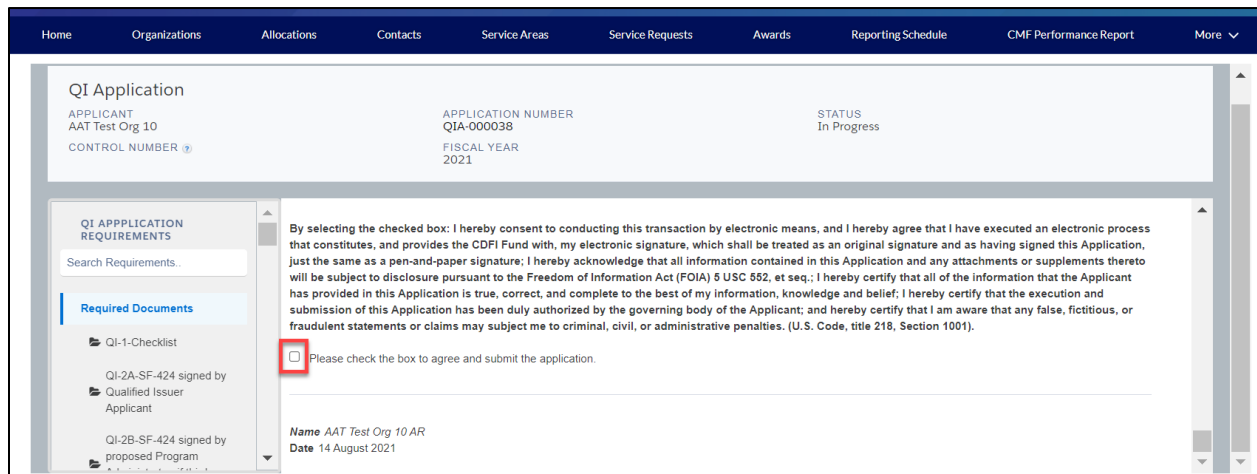 Home Organizations Allocations Contacts Service Areas Service Requests Awards Reporting Schedule CMF Performance Report More
QI Application
APPLICANT APPLICATION NUMBER STATUS
AAT Test Org 10 QIA-000038 In Progress
CONTROL NUMBER FISCAL YEAR
2021
QI APPPLICATION
REQUIREMENTS
Search Requirements..
Required Documents
QI-1-Checklist
QI-2A-SF-424 signed by
Qualified Issuer
Applicant
QI-2B-SF-424 signed by
proposed Program
By selecting the checked box: I hereby consent to conducting this transaction by electronic means, and I hereby agree that I have executed an electronic process
that constitutes, and provides the CDFI Fund with, my electronic signature, which shall be treated as an original signature and as having signed this Application,
just the same as a pen-and-paper signature; I hereby acknowledge that all information contained in this Application and any attachments or supplements thereto
will be subject to disclosure pursuant to the Freedom of Information Act (FOIA) 5 USC 552, et seq.; I hereby certify that all of the information that the Applicant
has provided in this Application is true, correct, and complete to the best of my information, knowledge and belief; I hereby certify that the execution and
submission of this Application has been duly authorized by the governing body of the Applicant; and hereby certify that I am aware that any false, fictitious, or
fraudulent statements or claims may subject me to criminal, civil, or administrative penalties. (U.S. Code, title 218, Section 1001).
Please check the box to agree and submit the application.
Name AAT Test Org 10 AR
Date 14 August 2021